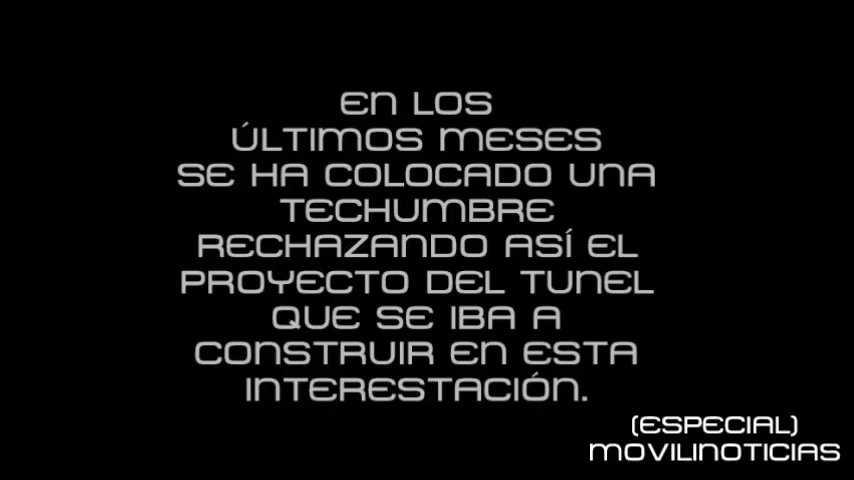 EN LOS
ÚLTIMOS MESES
SE HA COLOCADO UNA
TECHUMBRE
RECHAZANDO ASÍ EL
PROYECTO DEL TUNEL
QUE SE IBA A
CONSTRUIR EN ESTA
INTERESTACIÓN.
(ESPECIAL)
MOVILINOTICIAS